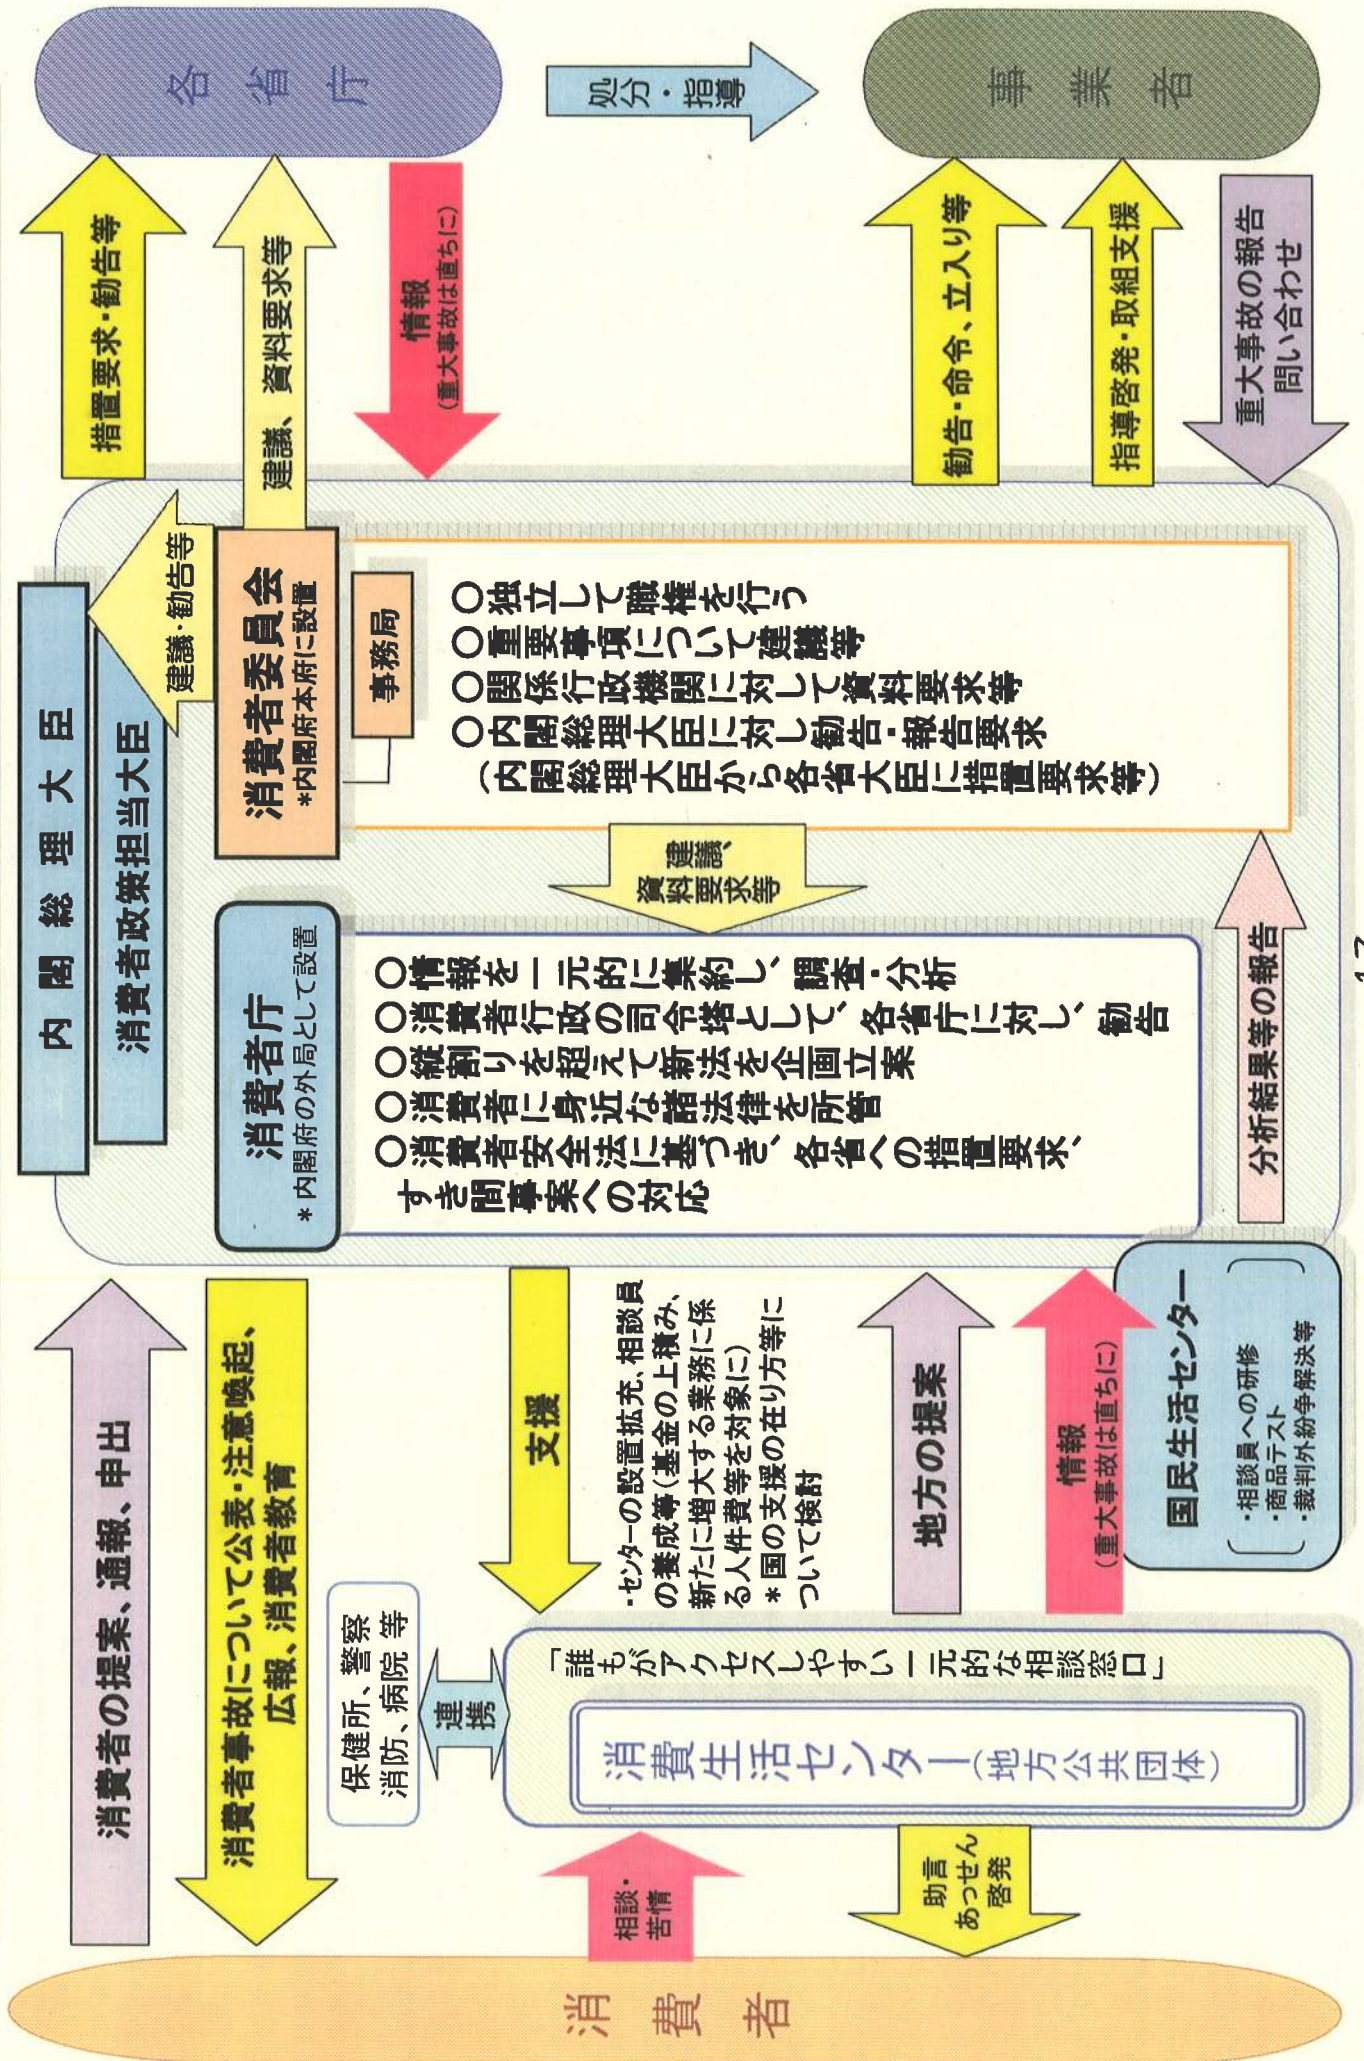 内閣総理大臣
消費者政策担当大臣
建議・勧告等
消費者庁
*内閣府の外局として設置
○情報を一元的に集約し、調査・分析
○消費者行政の司令塔として、各省庁に対し、勧告
○縦割りを超えて新法を企画立案
○消費者に身近な諸法律を所管
○消費者安全法に基づき、各省への措置要求、
すき間事案への対応
建議、
資料要求等
消費者委員会
*内閣府本府に設置
事務局
○独立して職権を行う
○重要事項について建議等
○関係行政機関に対して資料要求等
○内閣総理大臣に対し勧告・報告要求
(内閣総理大臣から各省大臣に措置要求等)
措置要求・勧告等
建議、資料要求等
情報
(重大事故は直ちに)
各省庁
処分・指導
事業者
勧告・命令、立入り等
指導啓発・取組支援
重大事故の報告
問い合わせ
消費者の提案、通報、申出
消費者事故について公表・注意喚起、
広報、消費者教育
保健所、警察
消防、病院 等
連携
支援
・センターの設置拡充、相談員
の養成等(基金の上積み、
新たに増大する業務に係
る人件費等を対象に)
*国の支援の在り方等に
ついて検討
「誰もがアクセスしやすい一元的な相談窓口」
消費生活センター(地方公共団体)
地方の提案
情報
(重大事故は直ちに)
国民生活センター
・相談員への研修
・商品テスト
・裁判外紛争解決等
分析結果等の報告
相談・
苦情
助言
あっせん
啓発
消費者